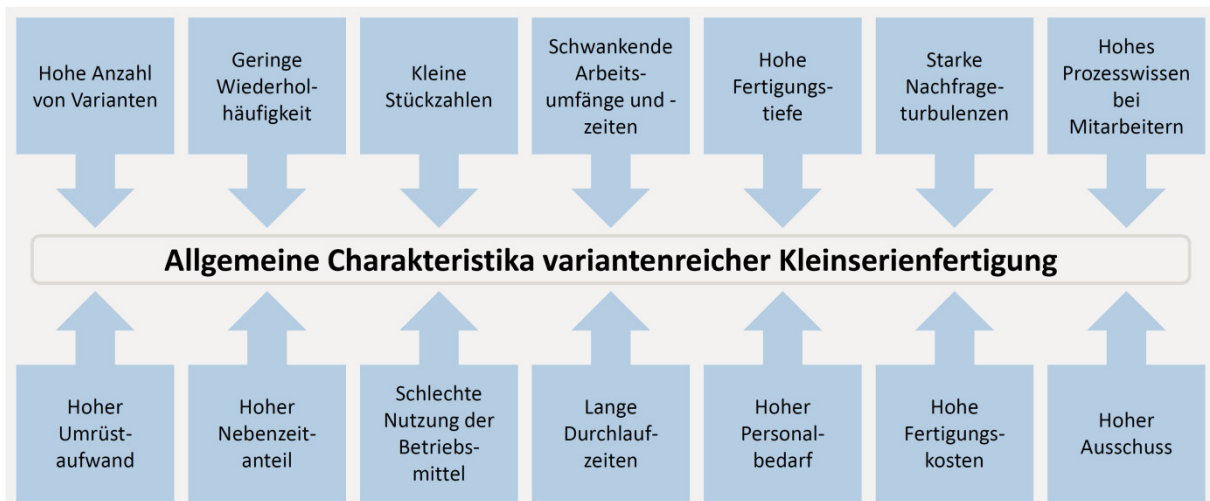 Hohe Anzahl
von Varianten
Geringe
Wiederhol-
häufigkeit
Kleine
Stückzahlen
Schwankende
Arbeits-
umfänge und -
zeiten
Hohe
Fertigungs-
tiefe
Starke
Nachfrage-
turbulenzen
Hohes
Prozesswissen
bei
Mitarbeitern
Allgemeine Charakteristika variantenreicher Kleinserienfertigung
Hoher
Umrüst-
aufwand
Hoher
Nebenzeit-
anteil
Schlechte
Nutzung der
Betriebs-
mittel
Lange
Durchlauf-
zeiten
Hoher
Personal-
bedarf
Hohe
Fertigungs-
kosten
Hoher
Ausschuss